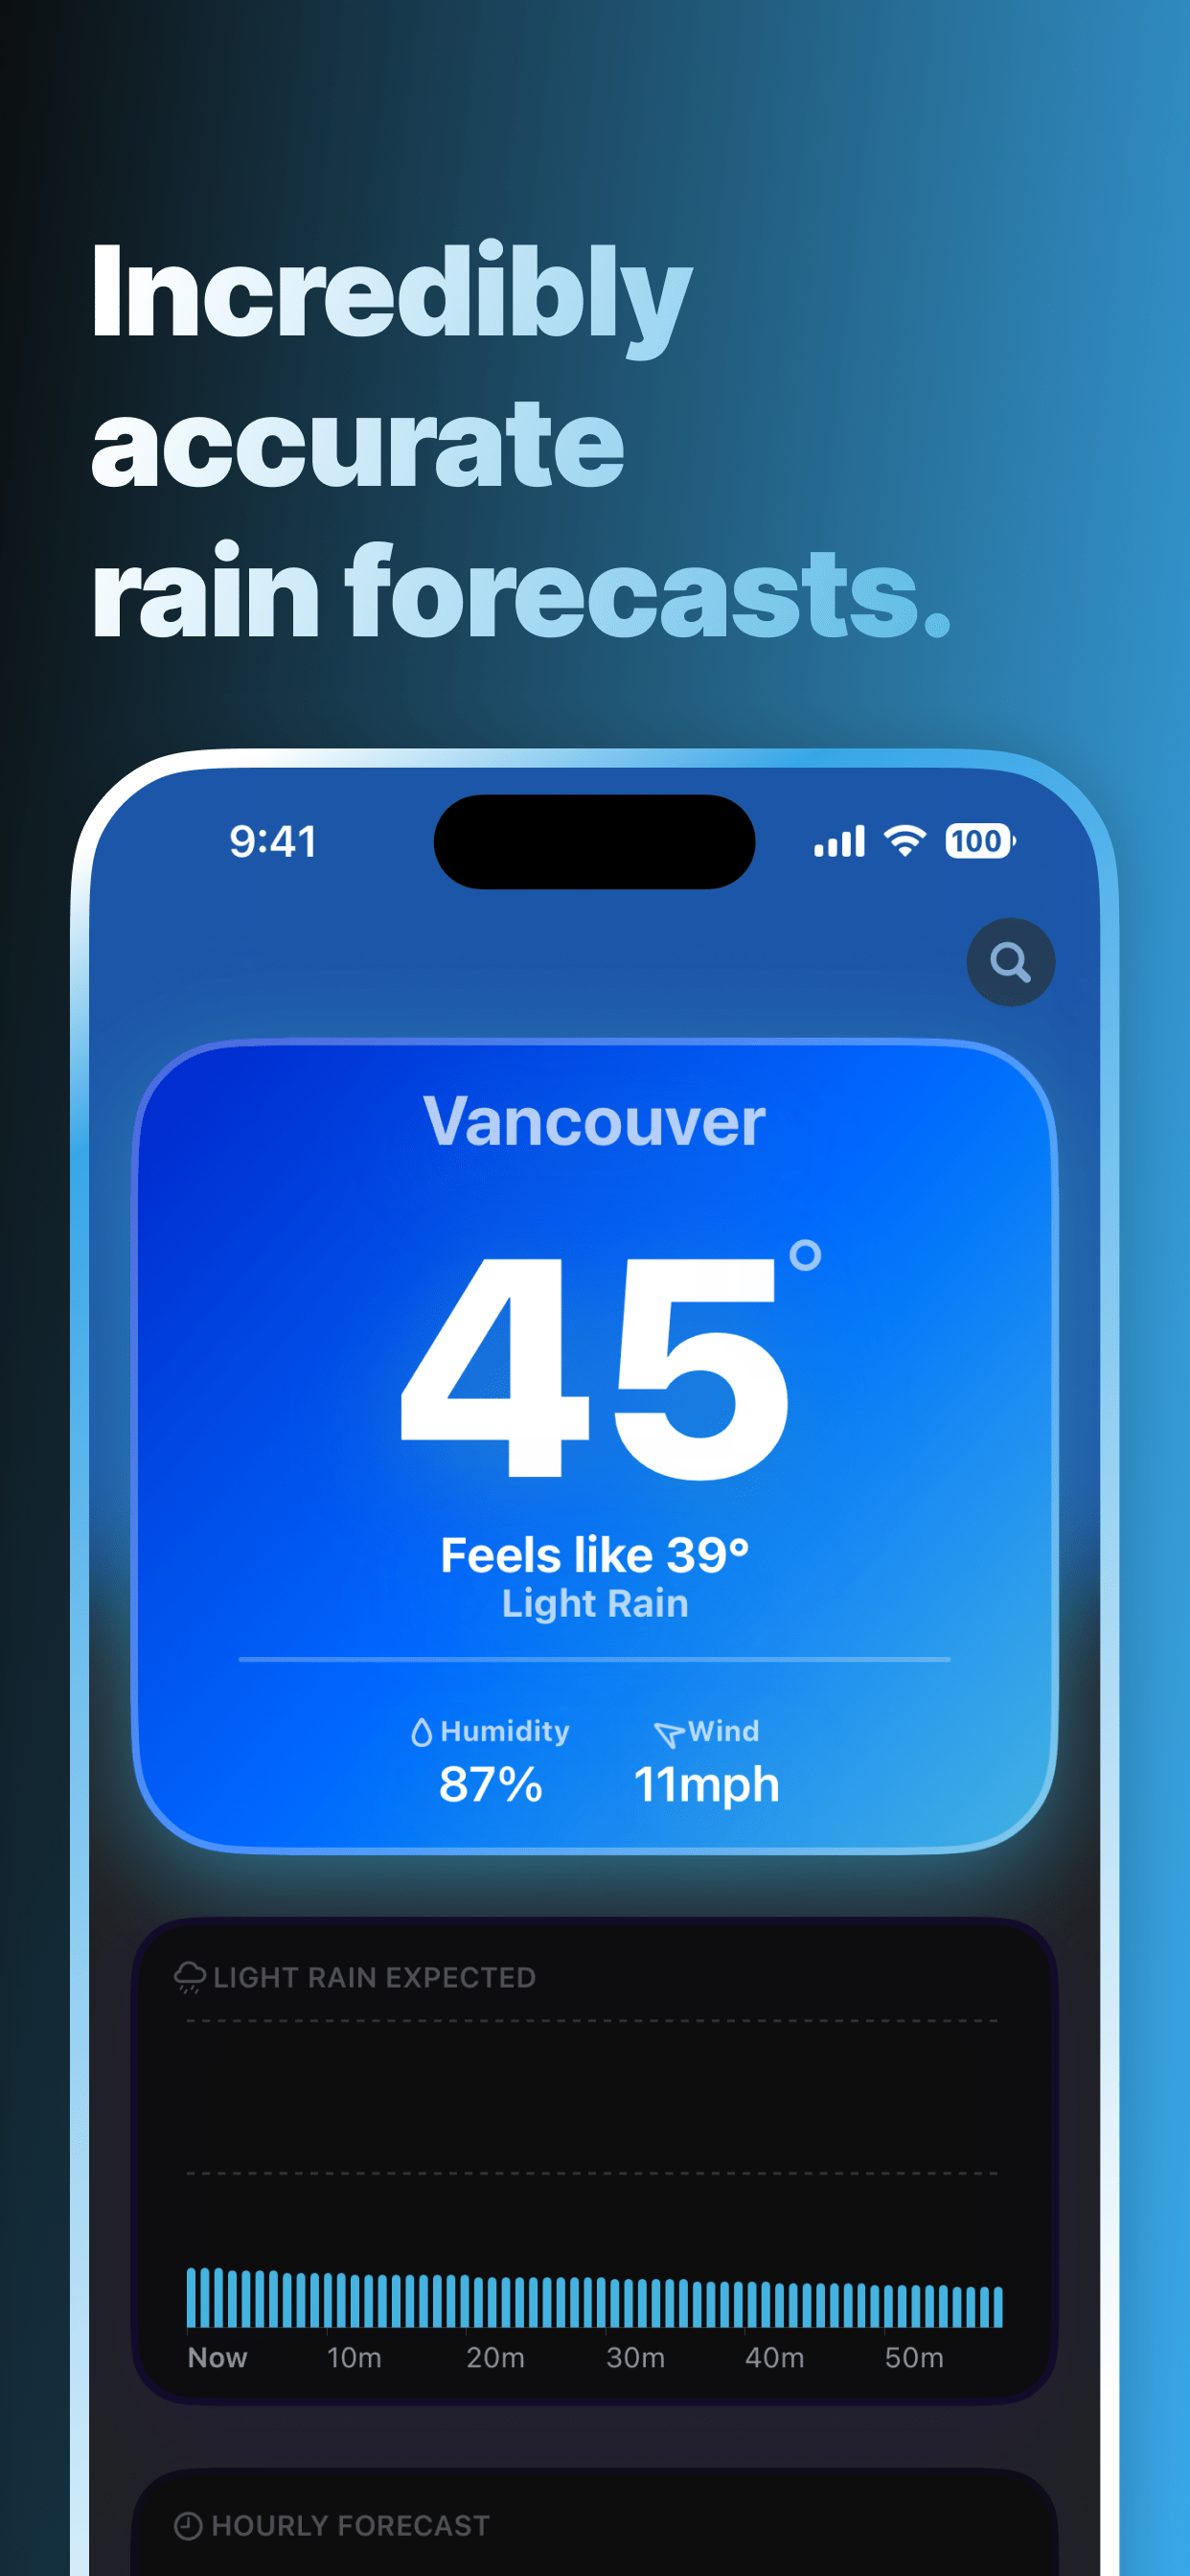 Incredibly
accurate
rain forecasts.
9:41
100
Vancouver
45°
Feels like 39°
Light Rain
Humidity Wind
87% 11mph
LIGHT RAIN EXPECTED
Now 10m 20m 30m 40m 50m
HOURLY FORECAST